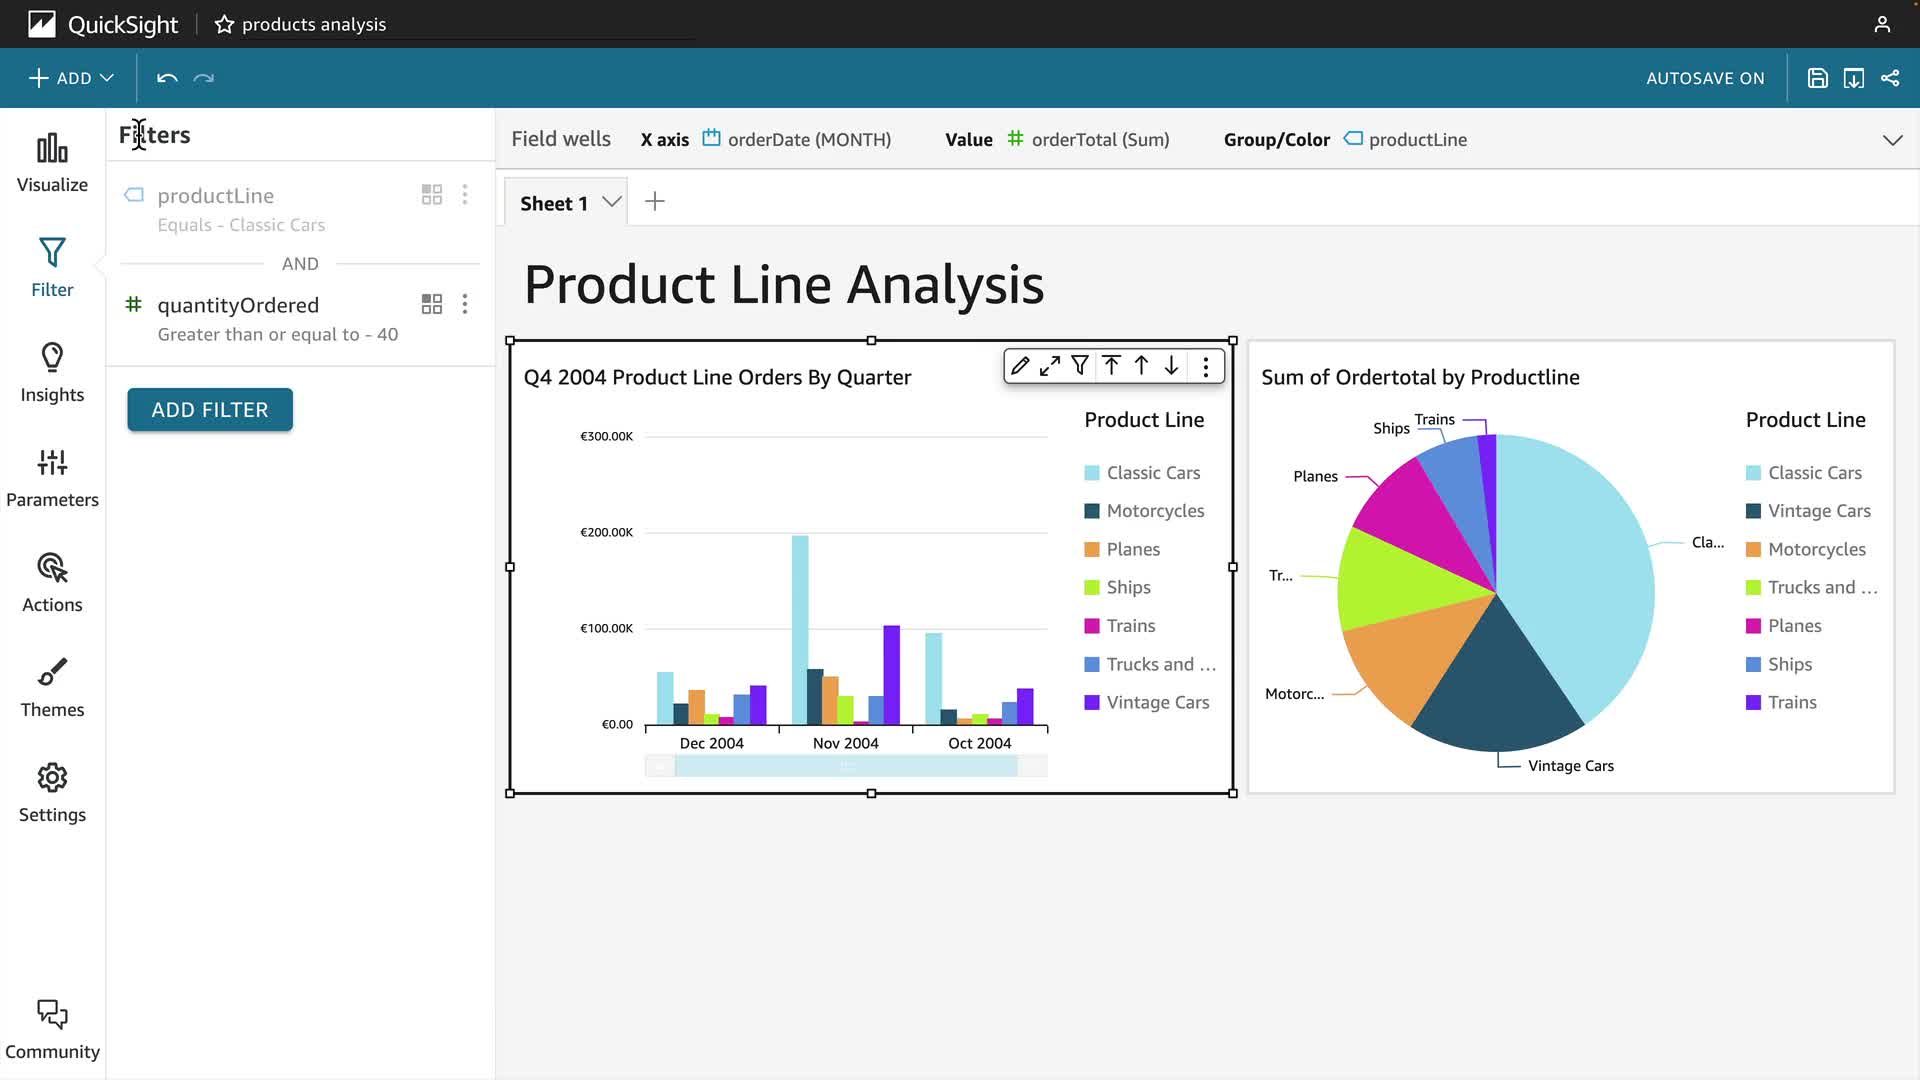 QuickSight
products analysis
ADD
AUTOSAVE ON
Visualize
Filter
Insights
Parameters
Actions
Themes
Settings
Community
Filters
productLine
Equals - Classic Cars
AND
quantityOrdered
Greater than or equal to - 40
ADD FILTER
Field wells X axis orderDate (MONTH) Value orderTotal (Sum) Group/Color productLine
Sheet 1
Product Line Analysis
Q4 2004 Product Line Orders By Quarter
€300.00K
€200.00K
€100.00K
€0.00
Dec 2004 Nov 2004 Oct 2004
Product Line
Classic Cars
Motorcycles
Planes
Ships
Trains
Trucks and ...
Vintage Cars
Sum of Ordertotal by Productline
Trains
Ships
Planes
Cla...
Tr...
Motorc...
Vintage Cars
Product Line
Classic Cars
Vintage Cars
Motorcycles
Trucks and ...
Planes
Ships
Trains